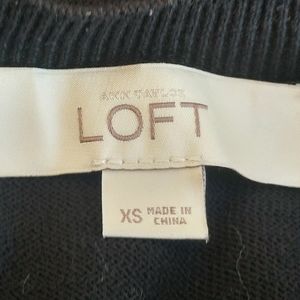 ANN TAYLOR
LOFT
XS MADE IN
CHINA